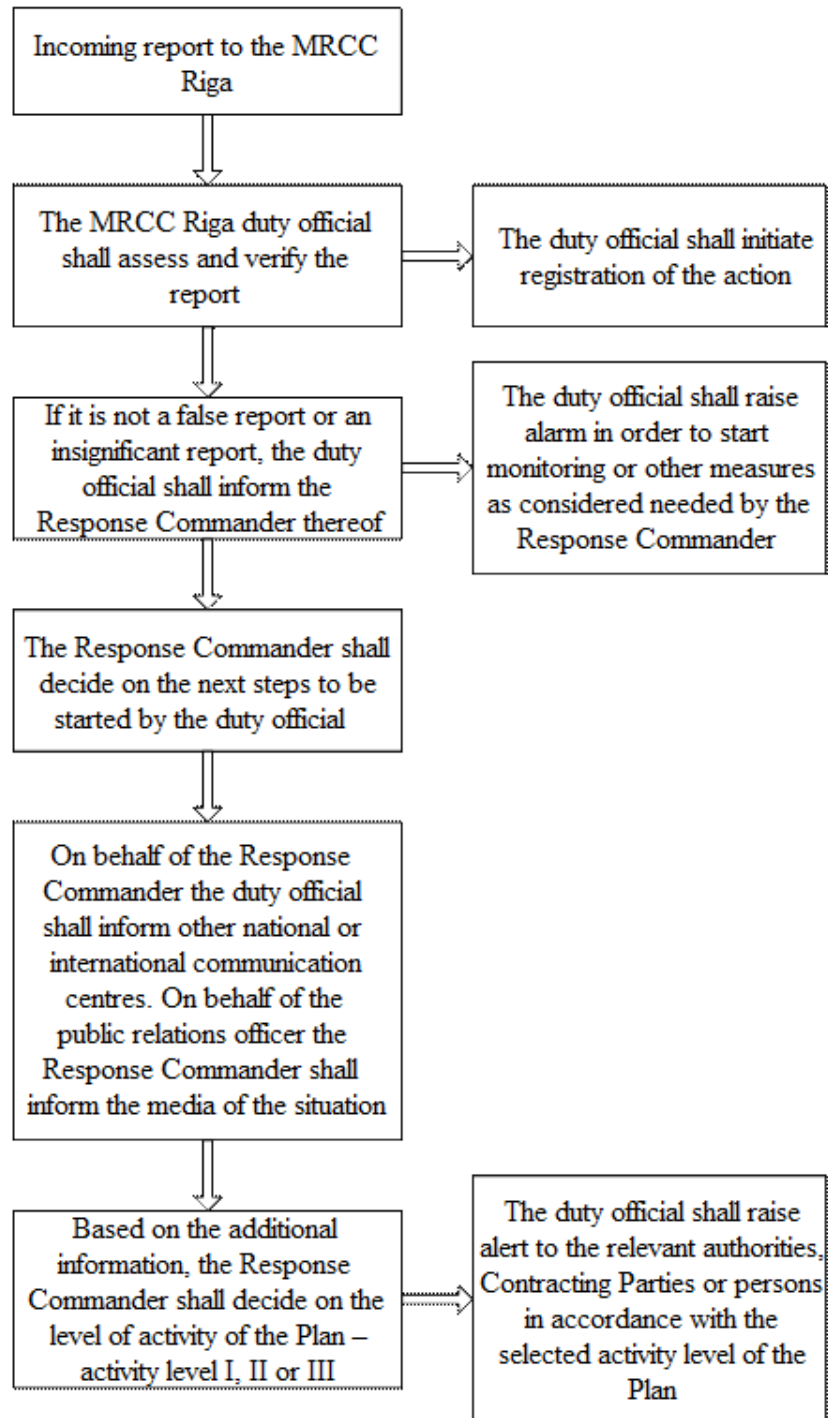 Incoming report to the MRCC
Riga
The MRCC Riga duty official
shall assess and verify the
report
The duty official shall initiate
registration of the action
If it is not a false report or an
insignificant report, the duty
official shall inform the
Response Commander thereof
The duty official shall raise
alarm in order to start
monitoring or other measures
as considered needed by the
Response Commander
The Response Commander shall
decide on the next steps to be
started by the duty official
On behalf of the Response
Commander the duty official
shall inform other national or
international communication
centres. On behalf of the
public relations officer the
Response Commander shall
inform the media of the situation
Based on the additional
information, the Response
Commander shall decide on the
level of activity of the Plan –
activity level I, II or III
The duty official shall raise
alert to the relevant authorities,
Contracting Parties or persons
in accordance with the
selected activity level of the
Plan